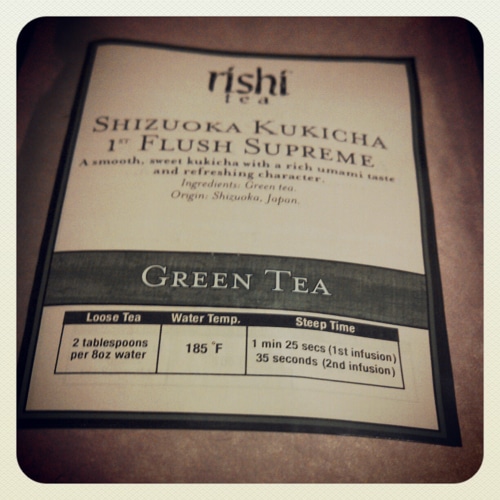 rishi
tea
Shizuoka Kukicha
1st Flush Supreme
A smooth, sweet kukicha with a rich umami taste
and refreshing character.
Ingredients: Green tea.
Origin: Shizuoka, Japan.
Green Tea
Loose Tea Water Temp. Steep Time
2 tablespoons
per 8oz water
185 °F
1 min 25 secs (1st infusion)
35 seconds (2nd infusion)